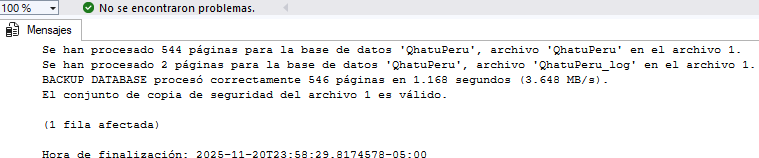 100 %
No se encontraron problemas.
Mensajes
Se han procesado 544 páginas para la base de datos 'QhatuPeru', archivo 'QhatuPeru' en el archivo 1.
Se han procesado 2 páginas para la base de datos 'QhatuPeru', archivo 'QhatuPeru_log' en el archivo 1.
BACKUP DATABASE procesó correctamente 546 páginas en 1.168 segundos (3.648 MB/s).
El conjunto de copia de seguridad del archivo 1 es válido.
(1 fila afectada)
Hora de finalización: 2025-11-20T23:58:29.8174578-05:00